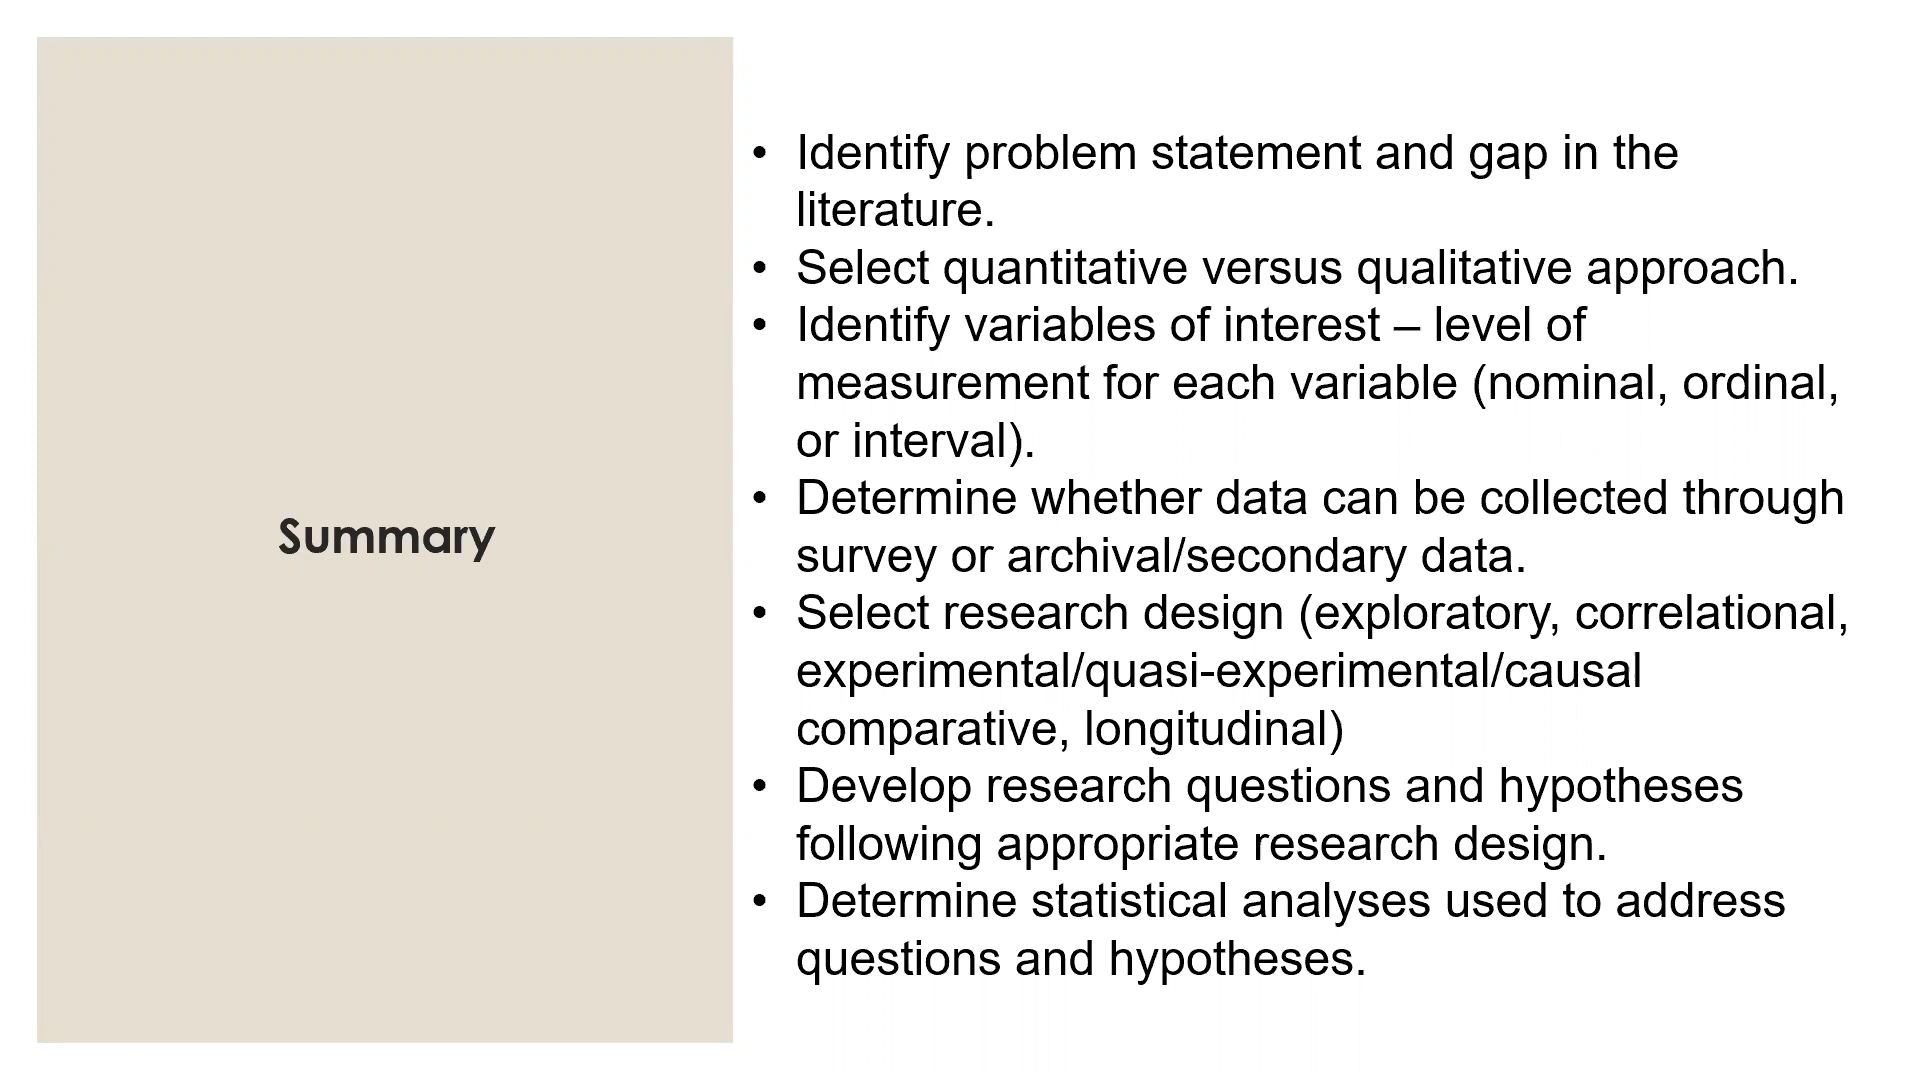 Summary
• Identify problem statement and gap in the
literature.
• Select quantitative versus qualitative approach.
• Identify variables of interest – level of
measurement for each variable (nominal, ordinal,
or interval).
• Determine whether data can be collected through
survey or archival/secondary data.
• Select research design (exploratory, correlational,
experimental/quasi-experimental/causal
comparative, longitudinal)
• Develop research questions and hypotheses
following appropriate research design.
• Determine statistical analyses used to address
questions and hypotheses.